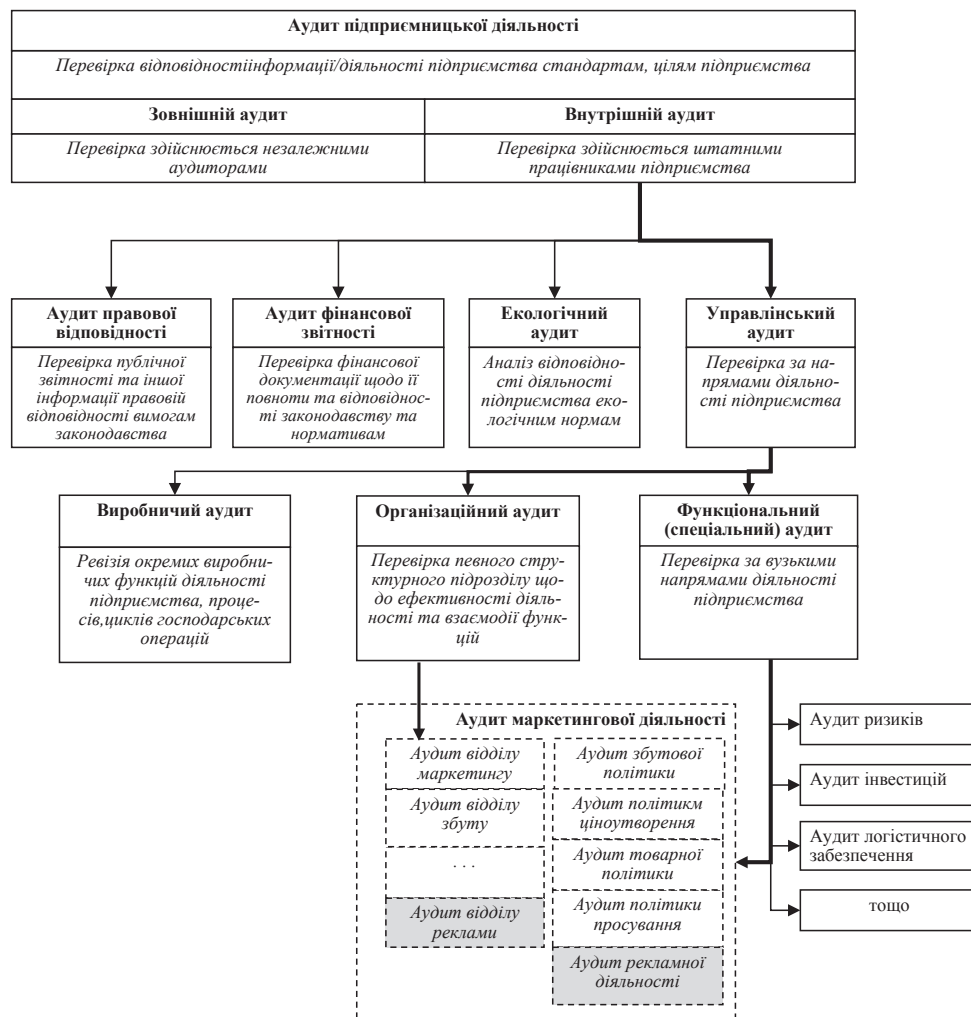 Аудит підприємницької діяльності
Перевірка відповідностіінформації/діяльності підприємства стандартам, цілям підприємства
Зовнішній аудит
Перевірка здійснюється незалежними
аудиторами
Внутрішній аудит
Перевірка здійснюється штатними
працівниками підприємства
Аудит правової
відповідності
Перевірка публічної
звітності та іншої
інформації правовій
відповідності вимогам
законодавства
Аудит фінансової
звітності
Перевірка фінансової
документації щодо її
повноти та відповіднос-
ті законодавству та
нормативам
Екологічний
аудит
Аналіз відповідно-
сті діяльності
підприємства еко-
логічним нормам
Управлінський
аудит
Перевірка за на-
прямами діяльно-
сті підприємства
Виробничий аудит
Ревізія окремих виробни-
чих функцій діяльності
підприємства, проце-
сів,циклів господарських
операцій
Організаційний аудит
Перевірка певного стру-
ктурного підрозділу що-
до ефективності діяль-
ності та взаємодії функ-
цій
Функціональний
(спеціальний) аудит
Перевірка за вузькими
напрямами діяльності
підприємства
Аудит маркетингової діяльності
Аудит відділу
маркетингу
Аудит відділу
збуту
. . .
Аудит відділу
реклами
Аудит збутової
політики
Аудит політикм
ціноутворення
Аудит товарної
політики
Аудит політики
просування
Аудит рекламної
діяльності
Аудит ризиків
Аудит інвестицій
Аудит логістичного
забезпечення
тощо